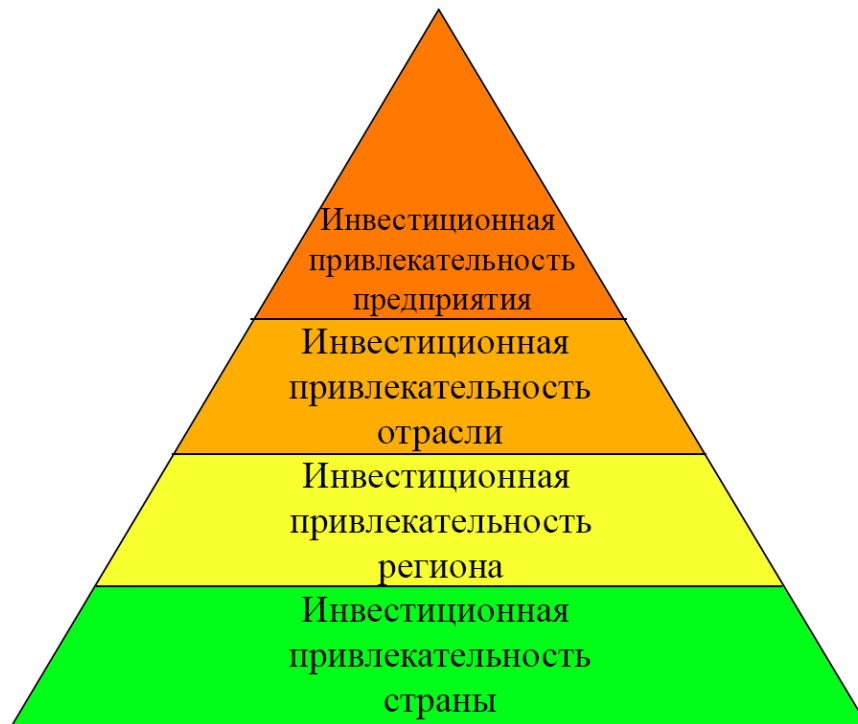 Инвестиционная
привлекательность
предприятия
Инвестиционная
привлекательность
отрасли
Инвестиционная
привлекательность
региона
Инвестиционная
привлекательность
страны